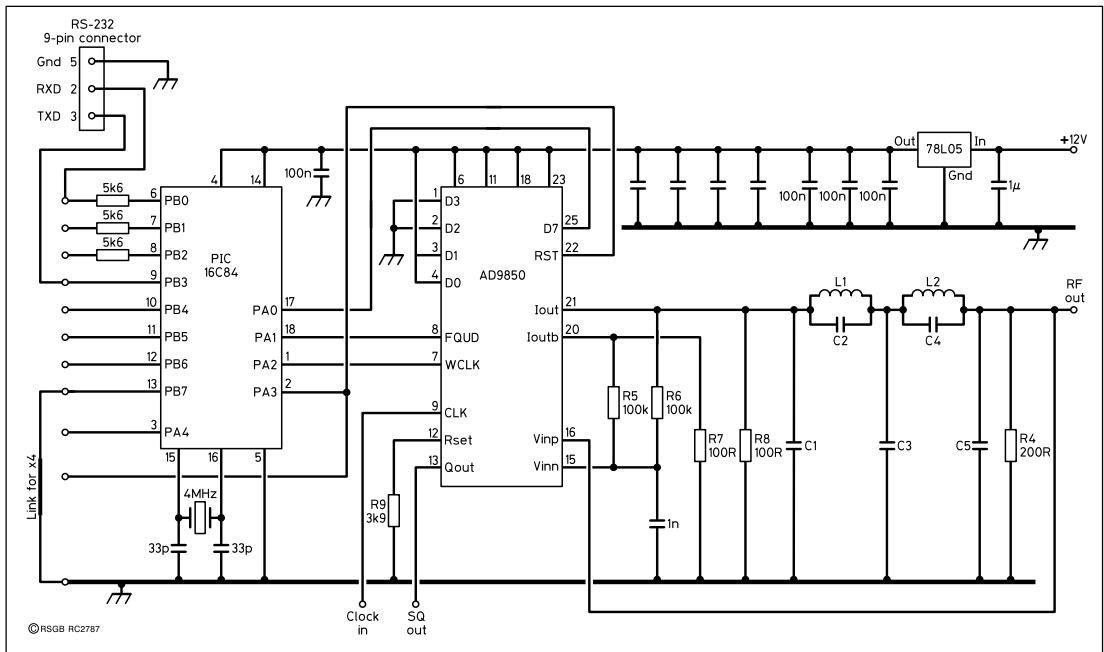 RS-232
9-pin connector
Gnd 5
RXD 2
TXD 3
+12V
Out
78L05
In
Gnd
1μ
100n
100n
100n
100n
4
14
6
11
18
23
5k6
5k6
5k6
6 PB0
7 PB1
8 PB2
9 PB3
10 PB4
11 PB5
12 PB6
13 PB7
3 PA4
PIC
16C84
PA0 17
PA1 18
PA2 1
PA3 2
15
16
5
1 D3
2 D2
3 D1
4 D0
8 FQUD
7 WCLK
9 CLK
12 Rset
13 Qout
AD9850
D7 25
RST 22
Iout 21
Ioutb 20
Vinp 16
Vinn 15
L1
C2
L2
C4
RF
out
R5
100k
R6
100k
R7
100R
R8
100R
C1
C3
C5
R4
200R
R9
3k9
1n
Link for x4
4MHz
33p
33p
Clock
in
SQ
out
©RSGB RC2787